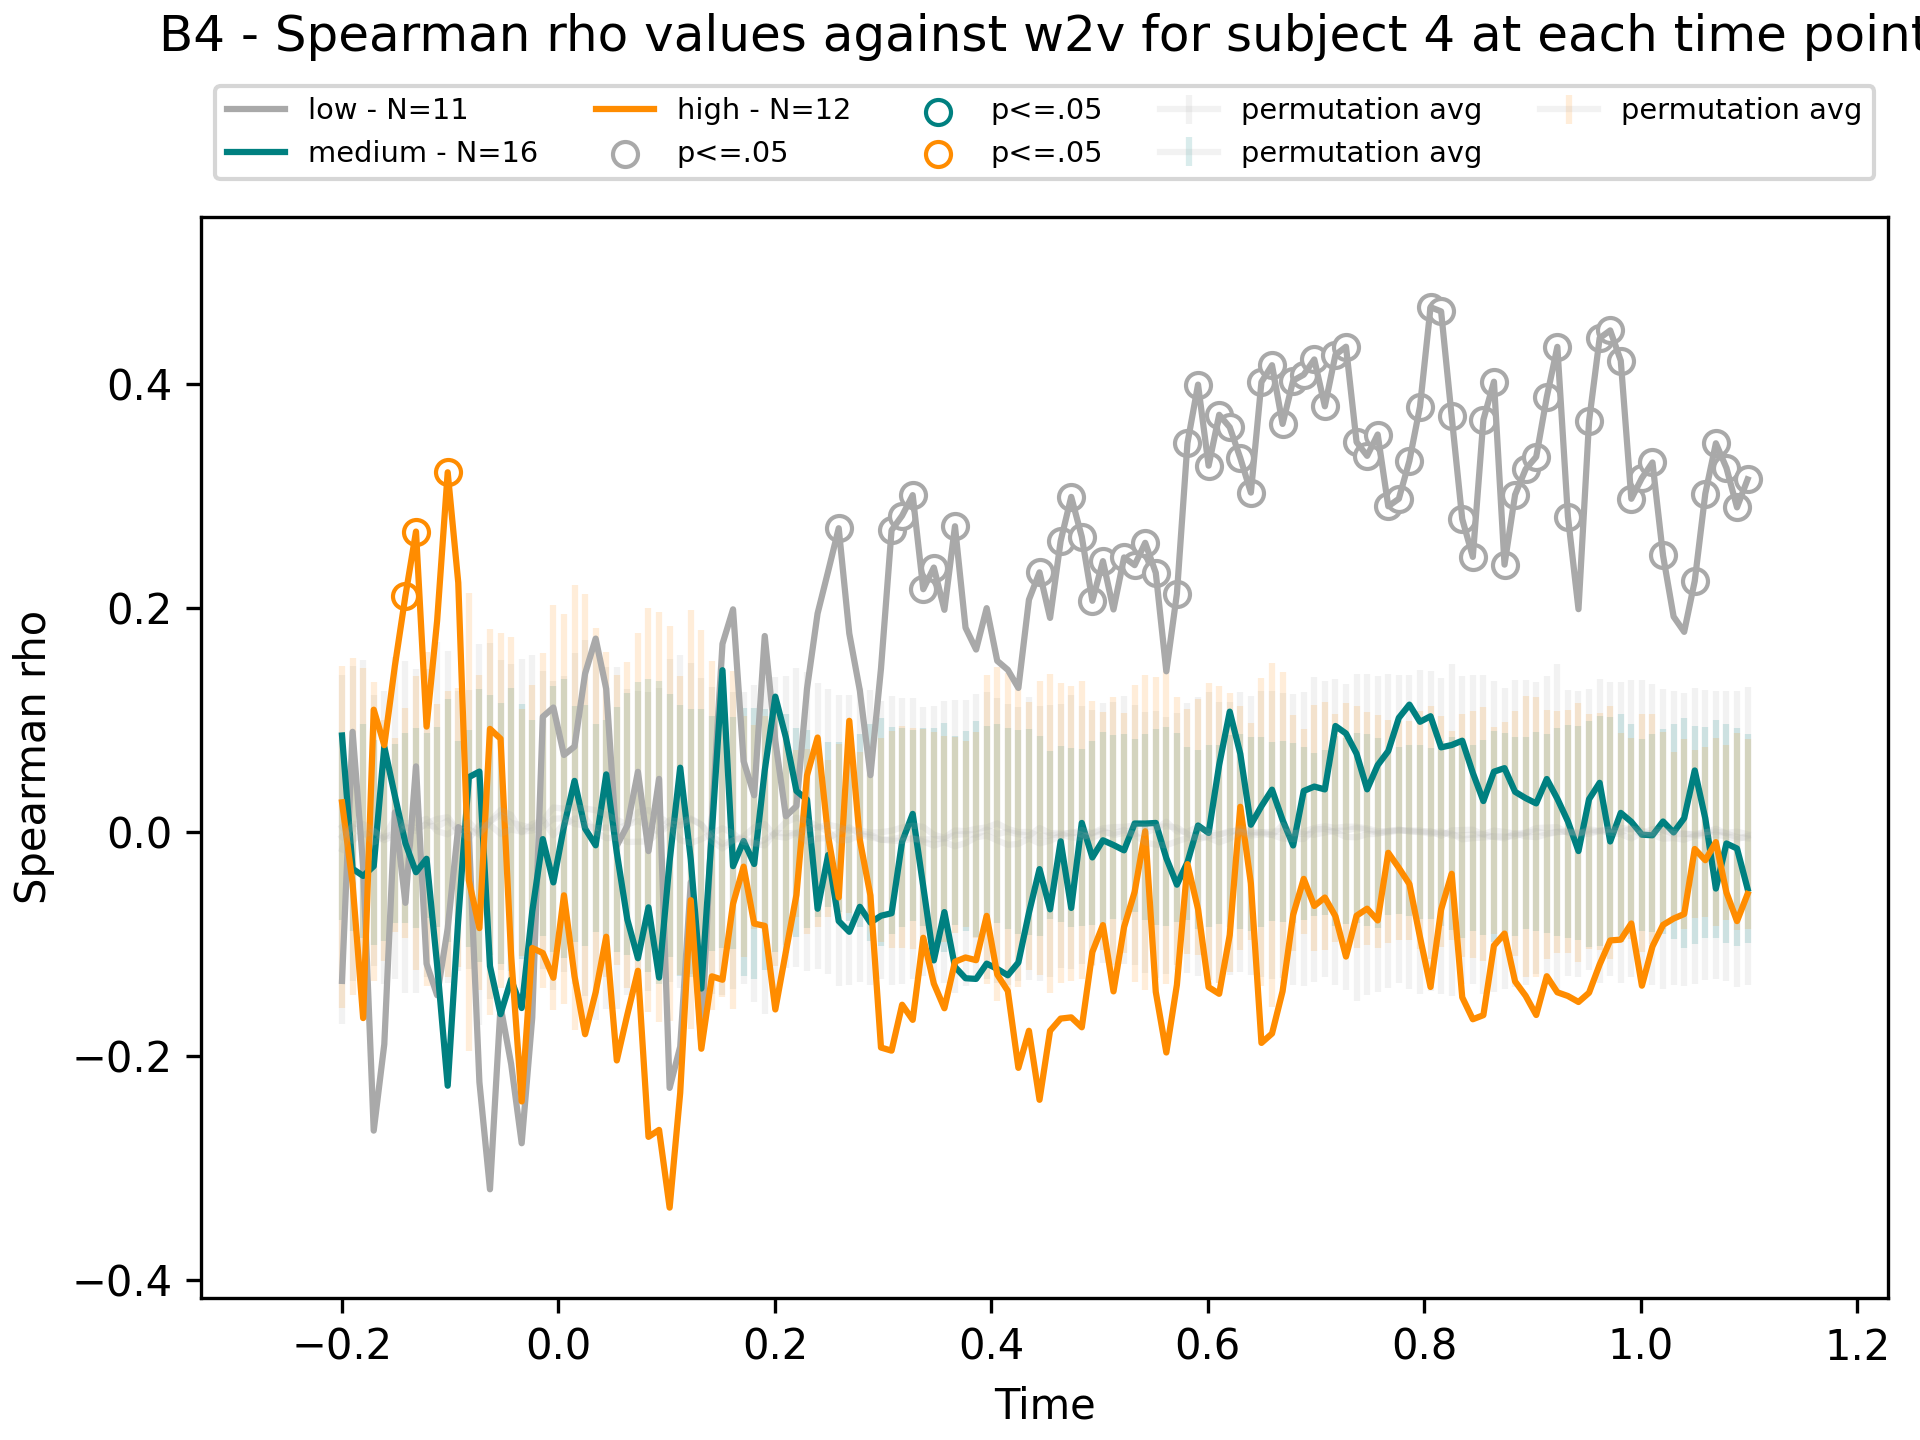 B4 - Spearman rho values against w2v for subject 4 at each time point
low - N=11 high - N=12 p<=.05 permutation avg permutation avg
medium - N=16 p<=.05 p<=.05 permutation avg
Spearman rho
0.4
0.2
0.0
−0.2
−0.4
−0.2 0.0 0.2 0.4 0.6 0.8 1.0 1.2
Time